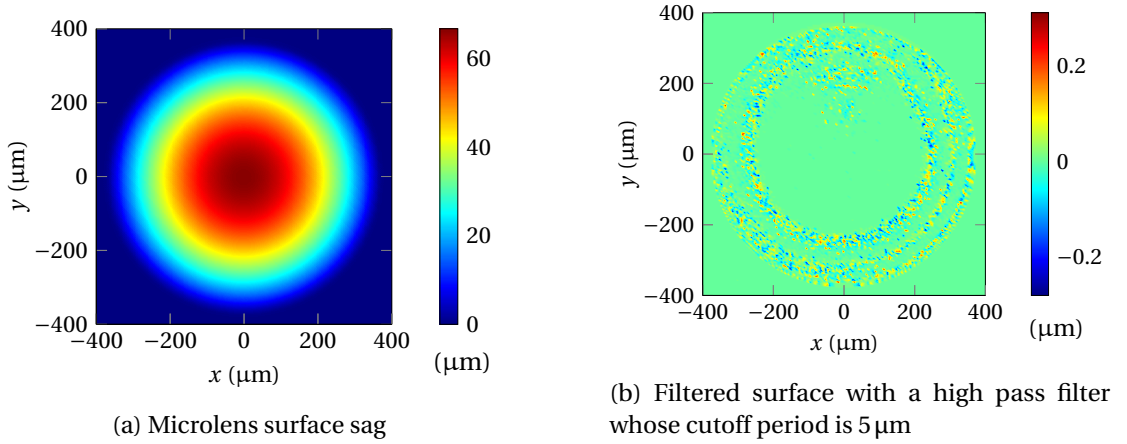 400
200
0
−200
−400
y (μm)
−400 −200 0 200 400
x (μm)
60
40
20
0
(μm)
(a) Microlens surface sag
400
200
0
−200
−400
y (μm)
−400 −200 0 200 400
x (μm)
0.2
0
−0.2
(μm)
(b) Filtered surface with a high pass filter
whose cutoff period is 5 μm